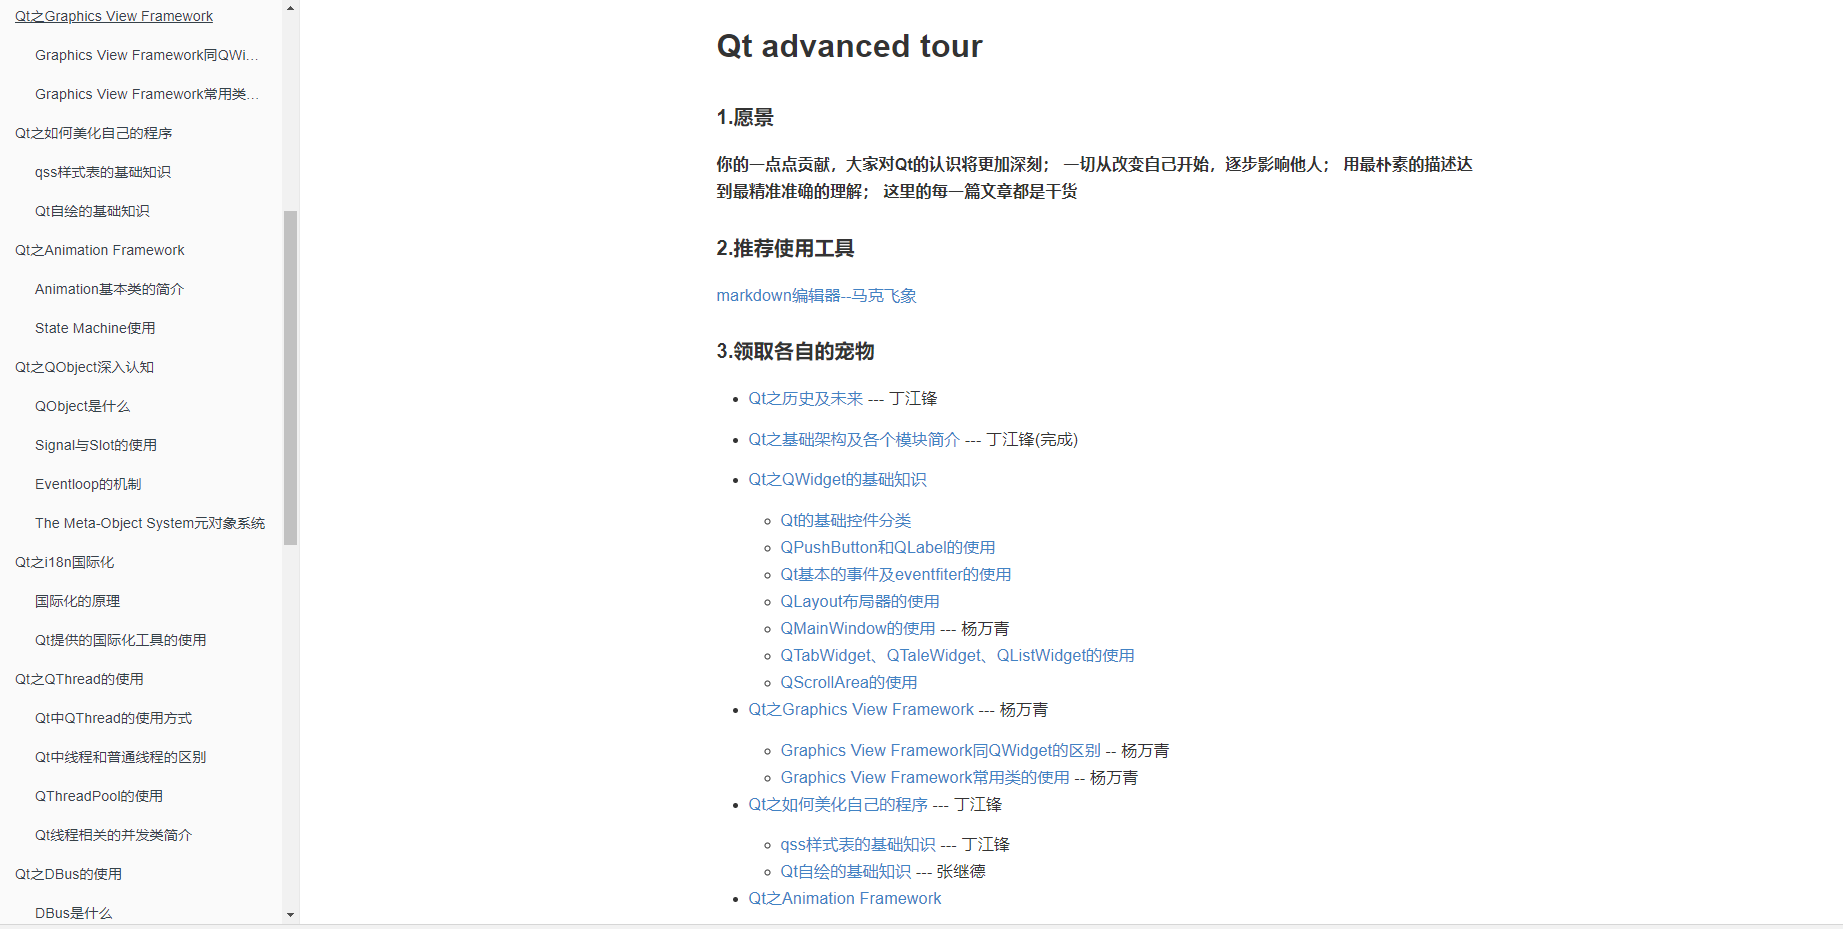 Qt之Graphics View Framework
Graphics View Framework同QWi...
Graphics View Framework常用类...
Qt之如何美化自己的程序
qss样式表的基础知识
Qt自绘的基础知识
Qt之Animation Framework
Animation基本类的简介
State Machine使用
Qt之QObject深入认知
QObject是什么
Signal与Slot的使用
Eventloop的机制
The Meta-Object System元对象系统
Qt之i18n国际化
国际化的原理
Qt提供的国际化工具的使用
Qt之QThread的使用
Qt中QThread的使用方式
Qt中线程和普通线程的区别
QThreadPool的使用
Qt线程相关的并发类简介
Qt之DBus的使用
DBus是什么
Qt advanced tour
1.愿景
你的一点点贡献，大家对Qt的认识将更加深刻； 一切从改变自己开始，逐步影响他人； 用最朴素的描述达
到最精准准确的理解； 这里的每一篇文章都是干货
2.推荐使用工具
markdown编辑器--马克飞象
3.领取各自的宠物
Qt之历史及未来 --- 丁江锋
Qt之基础架构及各个模块简介 --- 丁江锋(完成)
Qt之QWidget的基础知识
Qt的基础控件分类
QPushButton和QLabel的使用
Qt基本的事件及eventfiter的使用
QLayout布局器的使用
QMainWindow的使用 --- 杨万青
QTabWidget、QTaleWidget、QListWidget的使用
QScrollArea的使用
Qt之Graphics View Framework --- 杨万青
Graphics View Framework同QWidget的区别 -- 杨万青
Graphics View Framework常用类的使用 -- 杨万青
Qt之如何美化自己的程序 --- 丁江锋
qss样式表的基础知识 --- 丁江锋
Qt自绘的基础知识 --- 张继德
Qt之Animation Framework